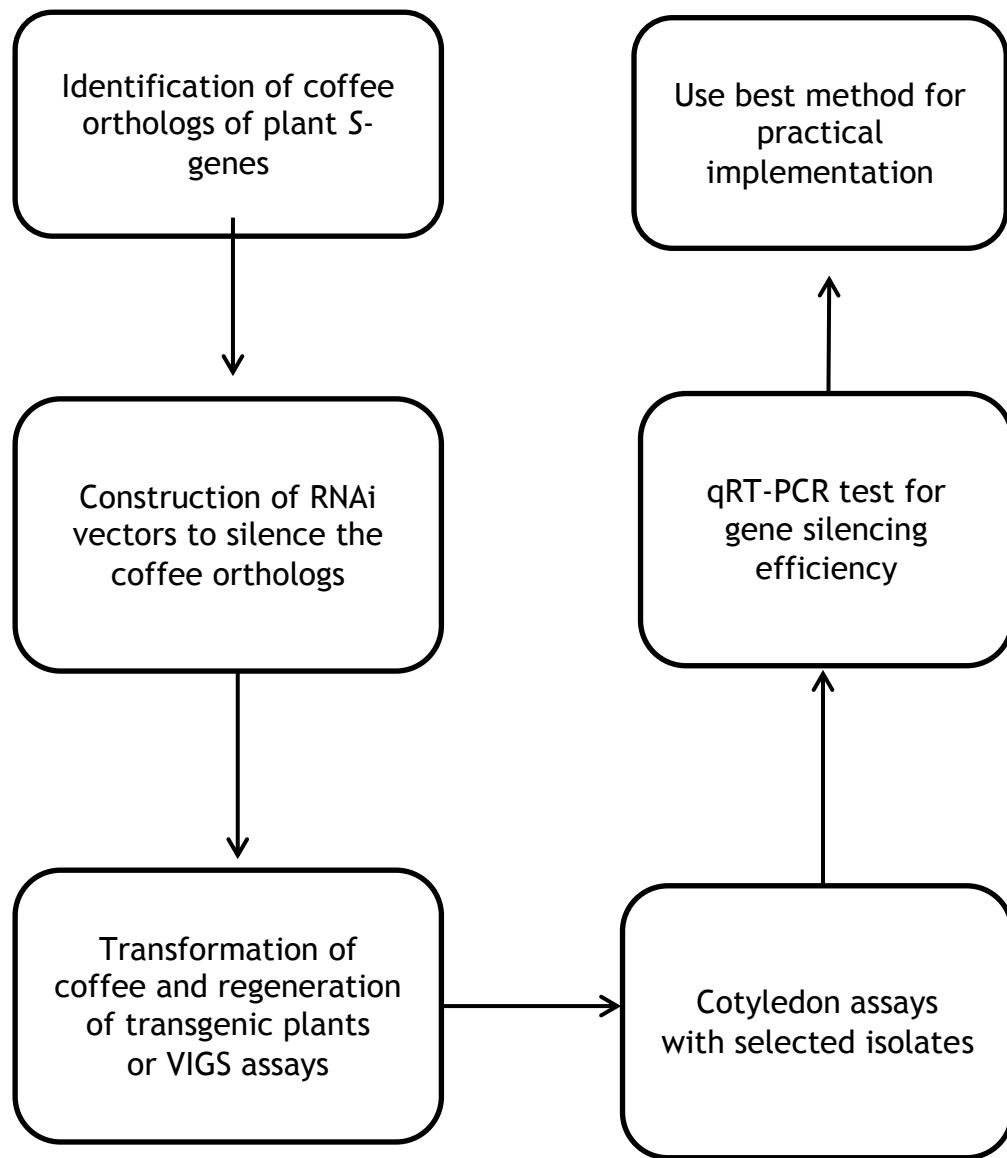 Identification of coffee
orthologs of plant S-
genes
Construction of RNAi
vectors to silence the
coffee orthologs
Transformation of
coffee and regeneration
of transgenic plants
or VIGS assays
Cotyledon assays
with selected isolates
qRT-PCR test for
gene silencing
efficiency
Use best method for
practical
implementation